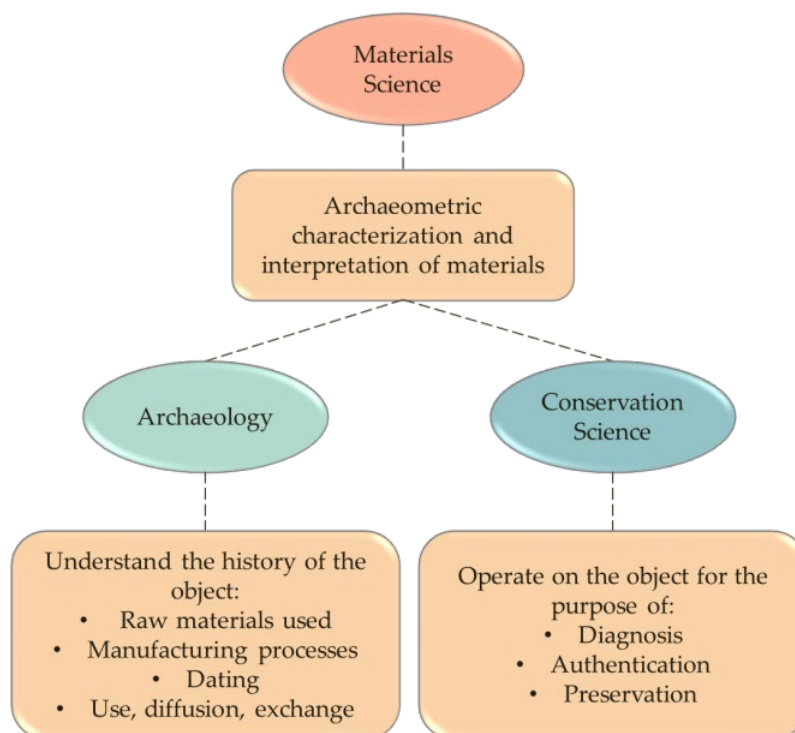 Materials
Science
Archaeometric
characterization and
interpretation of materials
Archaeology
Conservation
Science
Understand the history of the
object:
• Raw materials used
• Manufacturing processes
• Dating
• Use, diffusion, exchange
Operate on the object for the
purpose of:
• Diagnosis
• Authentication
• Preservation